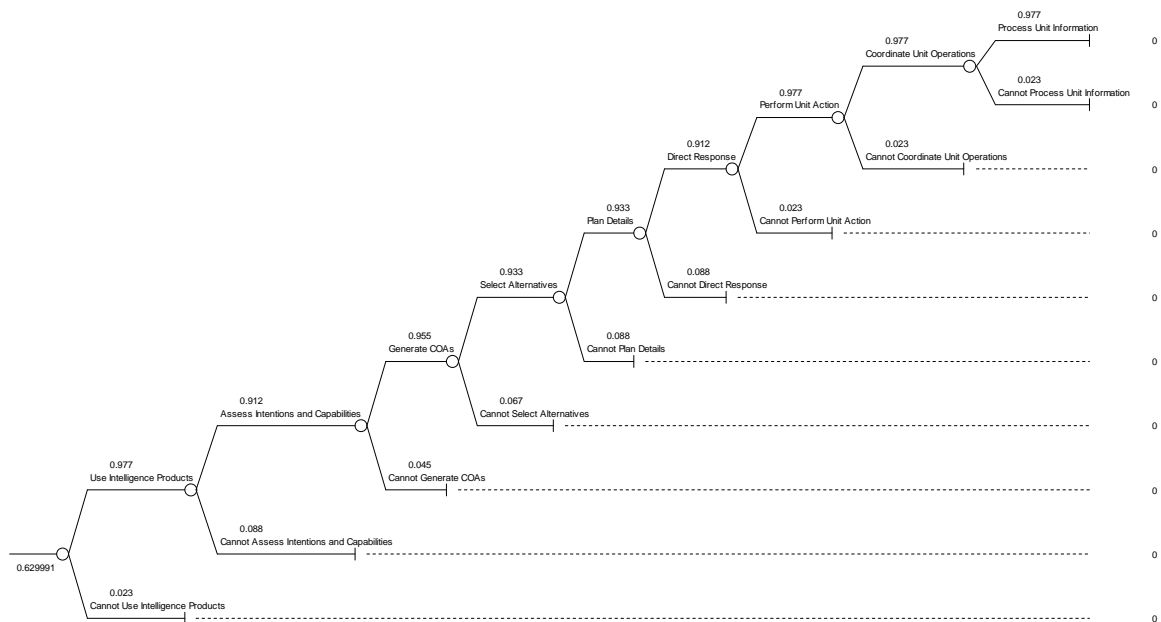 0.977
Process Unit Information
0
0.977
Coordinate Unit Operations
0.023
Cannot Process Unit Information
0
0.977
Perform Unit Action
0.023
Cannot Coordinate Unit Operations
0
0.912
Direct Response
0.023
Cannot Perform Unit Action
0
0.933
Plan Details
0.088
Cannot Direct Response
0
0.933
Select Alternatives
0.088
Cannot Plan Details
0
0.955
Generate COAs
0.067
Cannot Select Alternatives
0
0.912
Assess Intentions and Capabilities
0.045
Cannot Generate COAs
0
0.977
Use Intelligence Products
0.088
Cannot Assess Intentions and Capabilities
0
0.629991
0.023
Cannot Use Intelligence Products
0